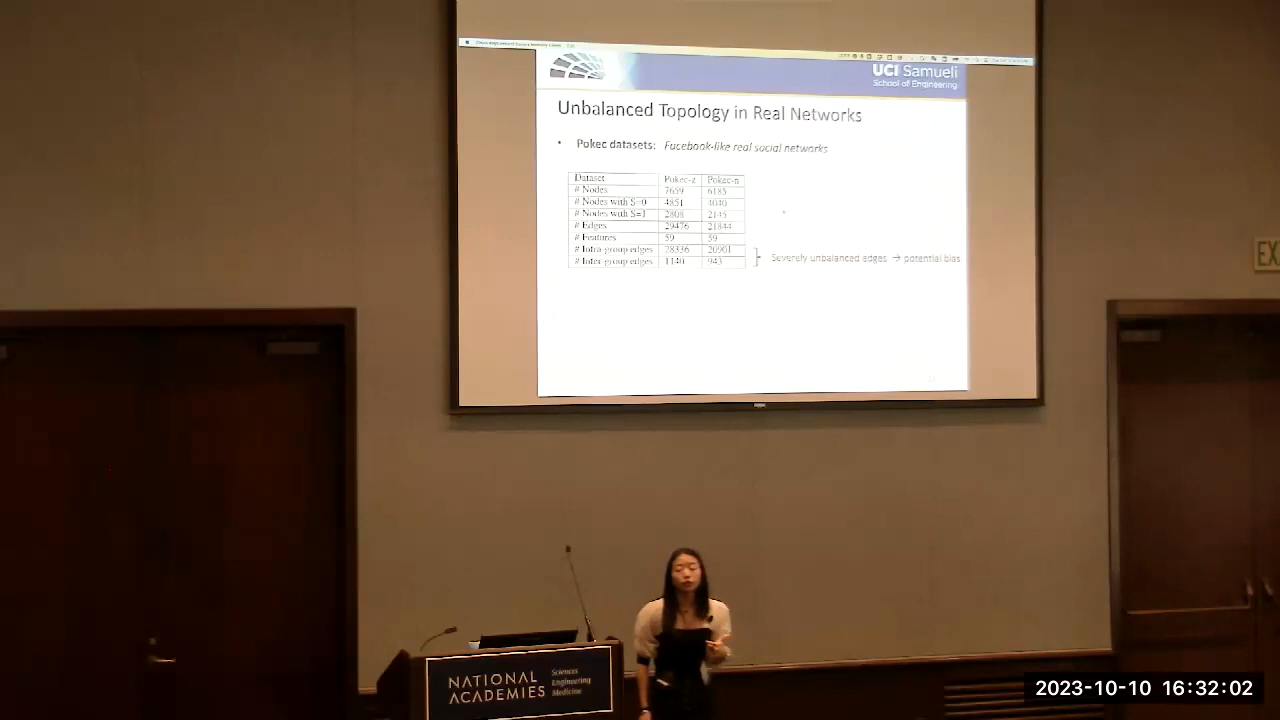 UCI Samueli
School of Engineering
Unbalanced Topology in Real Networks
• Pokec datasets: Facebook-like real social networks
Dataset Pokec-z Pokec-n
# Nodes 7659 6185
# Nodes with S=0 4851 4040
# Nodes with S=1 2808 2145
# Edges 29476 21844
# Features 59 59
# Intra-group edges 28336 20901
# Inter-group edges 1140 943
Severely unbalanced edges → potential bias
EX
NATIONAL ACADEMIES
Sciences
Engineering
Medicine
2023-10-10 16:32:02